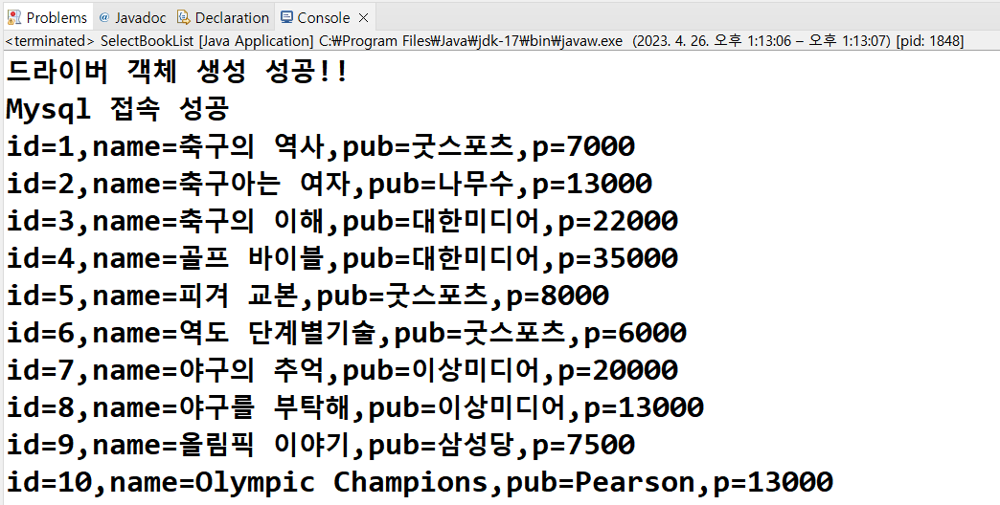 Problems @ Javadoc Declaration Console
<terminated> SelectBookList [Java Application] C:₩Program Files₩Java₩jdk-17₩bin₩javaw.exe (2023. 4. 26. 오후 1:13:06 – 오후 1:13:07) [pid: 1848]
드라이버 객체 생성 성공!!
Mysql 접속 성공
id=1,name=축구의 역사,pub=굿스포츠,p=7000
id=2,name=축구아는 여자,pub=나무수,p=13000
id=3,name=축구의 이해,pub=대한미디어,p=22000
id=4,name=골프 바이블,pub=대한미디어,p=35000
id=5,name=피겨 교본,pub=굿스포츠,p=8000
id=6,name=역도 단계별기술,pub=굿스포츠,p=6000
id=7,name=야구의 추억,pub=이상미디어,p=20000
id=8,name=야구를 부탁해,pub=이상미디어,p=13000
id=9,name=올림픽 이야기,pub=삼성당,p=7500
id=10,name=Olympic Champions,pub=Pearson,p=13000